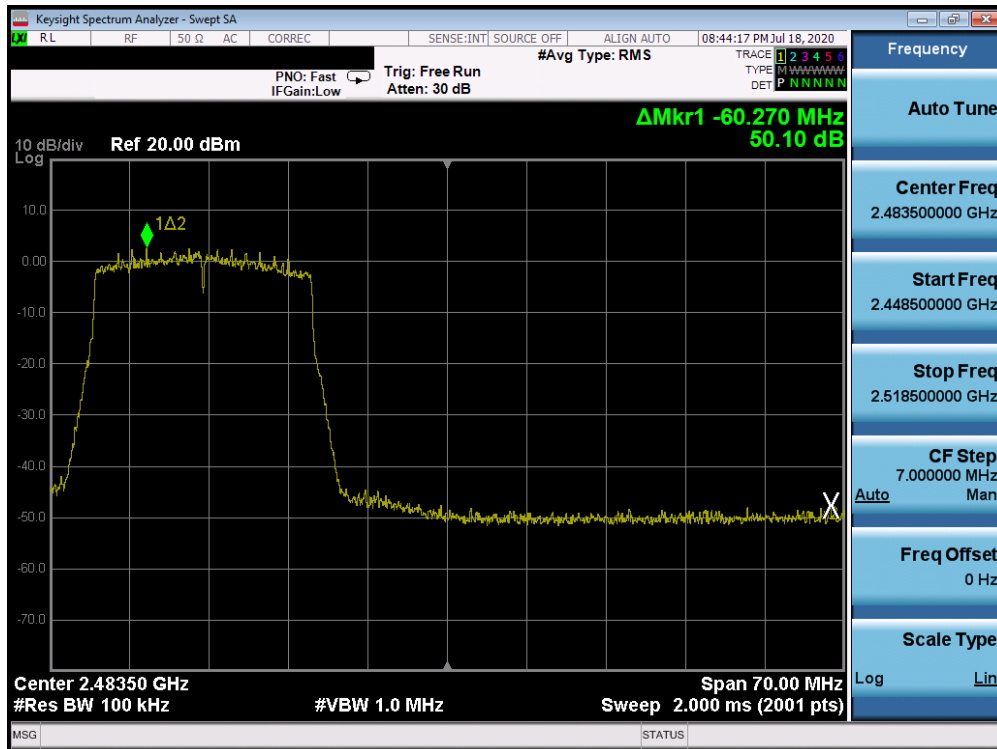 Keysight Spectrum Analyzer - Swept SA
LXI RL RF 50 Ω AC CORREC SENSE:INT SOURCE OFF ALIGN AUTO 08:44:17 PM Jul 18, 2020
#Avg Type: RMS
TRACE 1 2 3 4 5 6
PNO: Fast Trig: Free Run TYPE M WWWWW
IFGain:Low Atten: 30 dB DET P N N N N N
ΔMkr1 -60.270 MHz
50.10 dB
10 dB/div Ref 20.00 dBm
Log
10.0
0.00
-10.0
-20.0
-30.0
-40.0
-50.0
-60.0
-70.0
1Δ2
X
Center 2.48350 GHz Span 70.00 MHz
#Res BW 100 kHz #VBW 1.0 MHz Sweep 2.000 ms (2001 pts)
MSG STATUS
Frequency
Auto Tune
Center Freq
2.483500000 GHz
Start Freq
2.448500000 GHz
Stop Freq
2.518500000 GHz
CF Step
7.000000 MHz
Auto Man
Freq Offset
0 Hz
Scale Type
Log Lin